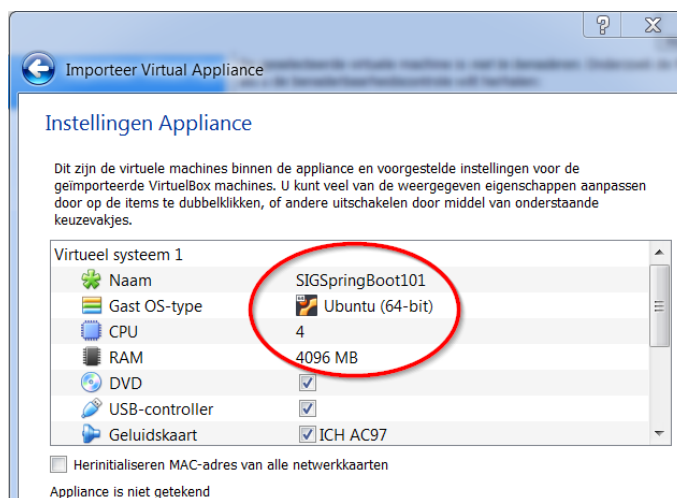 Importeer Virtual Appliance
Instellingen Appliance
Dit zijn de virtuele machines binnen de appliance en voorgestelde instellingen voor de
geïmporteerde VirtuelBox machines. U kunt veel van de weergegeven eigenschappen aanpassen
door op de items te dubbelklikken, of andere uitschakelen door middel van onderstaande
keuzevakjes.
Virtueel systeem 1
Naam SIGSpringBoot101
Gast OS-type Ubuntu (64-bit)
CPU 4
RAM 4096 MB
DVD
USB-controller
Geluidskaart ICH AC97
Herinitialiseren MAC-adres van alle netwerkkaarten
Appliance is niet getekend